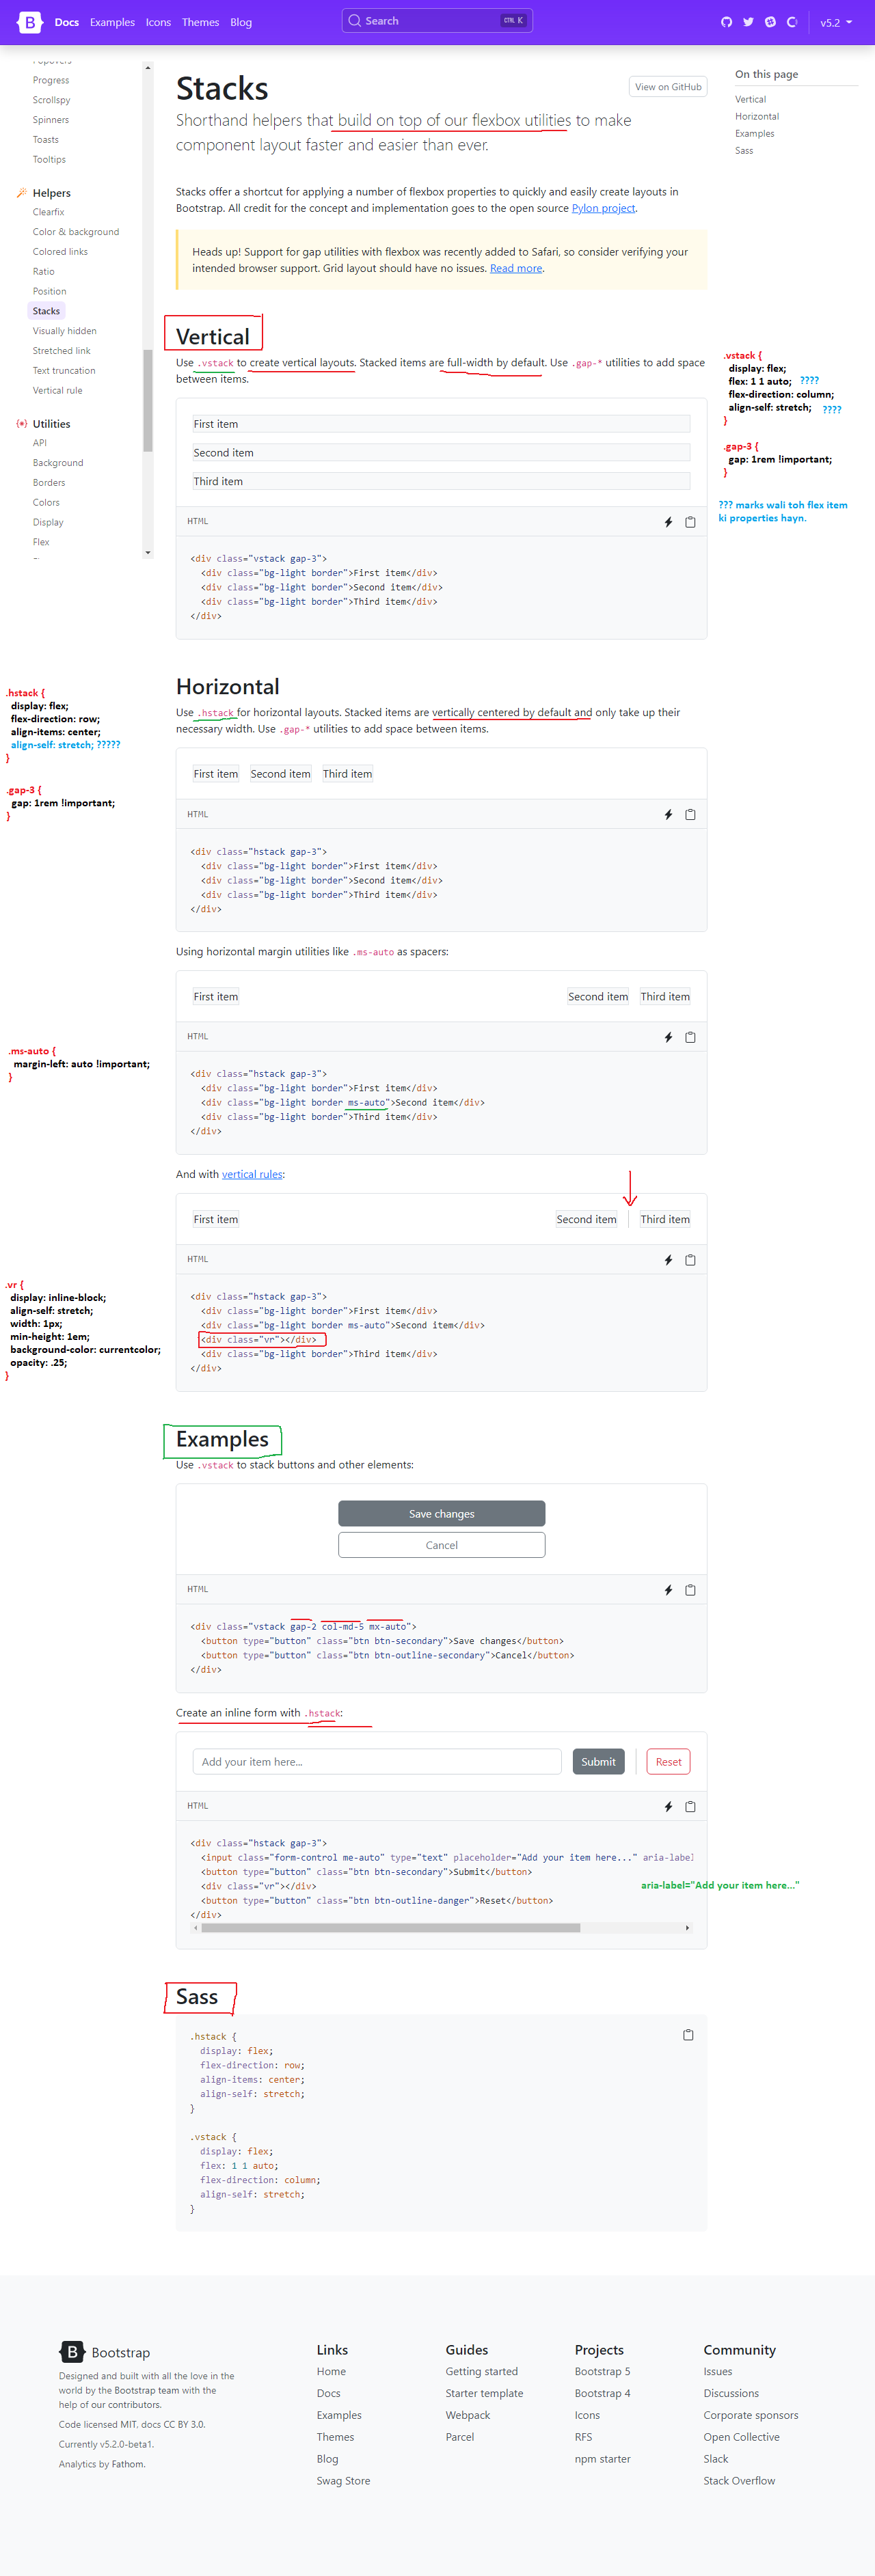 B Docs Examples Icons Themes Blog Search CTRL K v5.2
Popovers
Progress
Scrollspy
Spinners
Toasts
Tooltips
Helpers
Clearfix
Color & background
Colored links
Ratio
Position
Stacks
Visually hidden
Stretched link
Text truncation
Vertical rule
Utilities
API
Background
Borders
Colors
Display
Flex
Stacks
View on GitHub
Shorthand helpers that build on top of our flexbox utilities to make
component layout faster and easier than ever.
On this page
Vertical
Horizontal
Examples
Sass
Stacks offer a shortcut for applying a number of flexbox properties to quickly and easily create layouts in
Bootstrap. All credit for the concept and implementation goes to the open source Pylon project.
Heads up! Support for gap utilities with flexbox was recently added to Safari, so consider verifying your
intended browser support. Grid layout should have no issues. Read more.
Vertical
Use .vstack to create vertical layouts. Stacked items are full-width by default. Use .gap-* utilities to add space
between items.
First item
Second item
Third item
HTML
<div class="vstack gap-3">
<div class="bg-light border">First item</div>
<div class="bg-light border">Second item</div>
<div class="bg-light border">Third item</div>
</div>
.vstack {
display: flex;
flex: 1 1 auto; ????
flex-direction: column;
align-self: stretch; ????
}
.gap-3 {
gap: 1rem !important;
}
??? marks wali toh flex item
ki properties hayn.
Horizontal
Use .hstack for horizontal layouts. Stacked items are vertically centered by default and only take up their
necessary width. Use .gap-* utilities to add space between items.
.hstack {
display: flex;
flex-direction: row;
align-items: center;
align-self: stretch; ?????
}
.gap-3 {
gap: 1rem !important;
}
First item Second item Third item
HTML
<div class="hstack gap-3">
<div class="bg-light border">First item</div>
<div class="bg-light border">Second item</div>
<div class="bg-light border">Third item</div>
</div>
Using horizontal margin utilities like .ms-auto as spacers:
First item Second item Third item
HTML
.ms-auto {
margin-left: auto !important;
}
<div class="hstack gap-3">
<div class="bg-light border">First item</div>
<div class="bg-light border ms-auto">Second item</div>
<div class="bg-light border">Third item</div>
</div>
And with vertical rules:
First item Second item Third item
HTML
.vr {
display: inline-block;
align-self: stretch;
width: 1px;
min-height: 1em;
background-color: currentcolor;
opacity: .25;
}
<div class="hstack gap-3">
<div class="bg-light border">First item</div>
<div class="bg-light border ms-auto">Second item</div>
<div class="vr"></div>
<div class="bg-light border">Third item</div>
</div>
Examples
Use .vstack to stack buttons and other elements:
Save changes
Cancel
HTML
<div class="vstack gap-2 col-md-5 mx-auto">
<button type="button" class="btn btn-secondary">Save changes</button>
<button type="button" class="btn btn-outline-secondary">Cancel</button>
</div>
Create an inline form with .hstack:
Add your item here... Submit Reset
HTML
<div class="hstack gap-3">
<input class="form-control me-auto" type="text" placeholder="Add your item here..." aria-label
<button type="button" class="btn btn-secondary">Submit</button>
<div class="vr"></div>
<button type="button" class="btn btn-outline-danger">Reset</button>
</div>
aria-label="Add your item here..."
Sass
.hstack {
display: flex;
flex-direction: row;
align-items: center;
align-self: stretch;
}
.vstack {
display: flex;
flex: 1 1 auto;
flex-direction: column;
align-self: stretch;
}
B Bootstrap
Designed and built with all the love in the
world by the Bootstrap team with the
help of our contributors.
Code licensed MIT, docs CC BY 3.0.
Currently v5.2.0-beta1.
Analytics by Fathom.
Links
Home
Docs
Examples
Themes
Blog
Swag Store
Guides
Getting started
Starter template
Webpack
Parcel
Projects
Bootstrap 5
Bootstrap 4
Icons
RFS
npm starter
Community
Issues
Discussions
Corporate sponsors
Open Collective
Slack
Stack Overflow